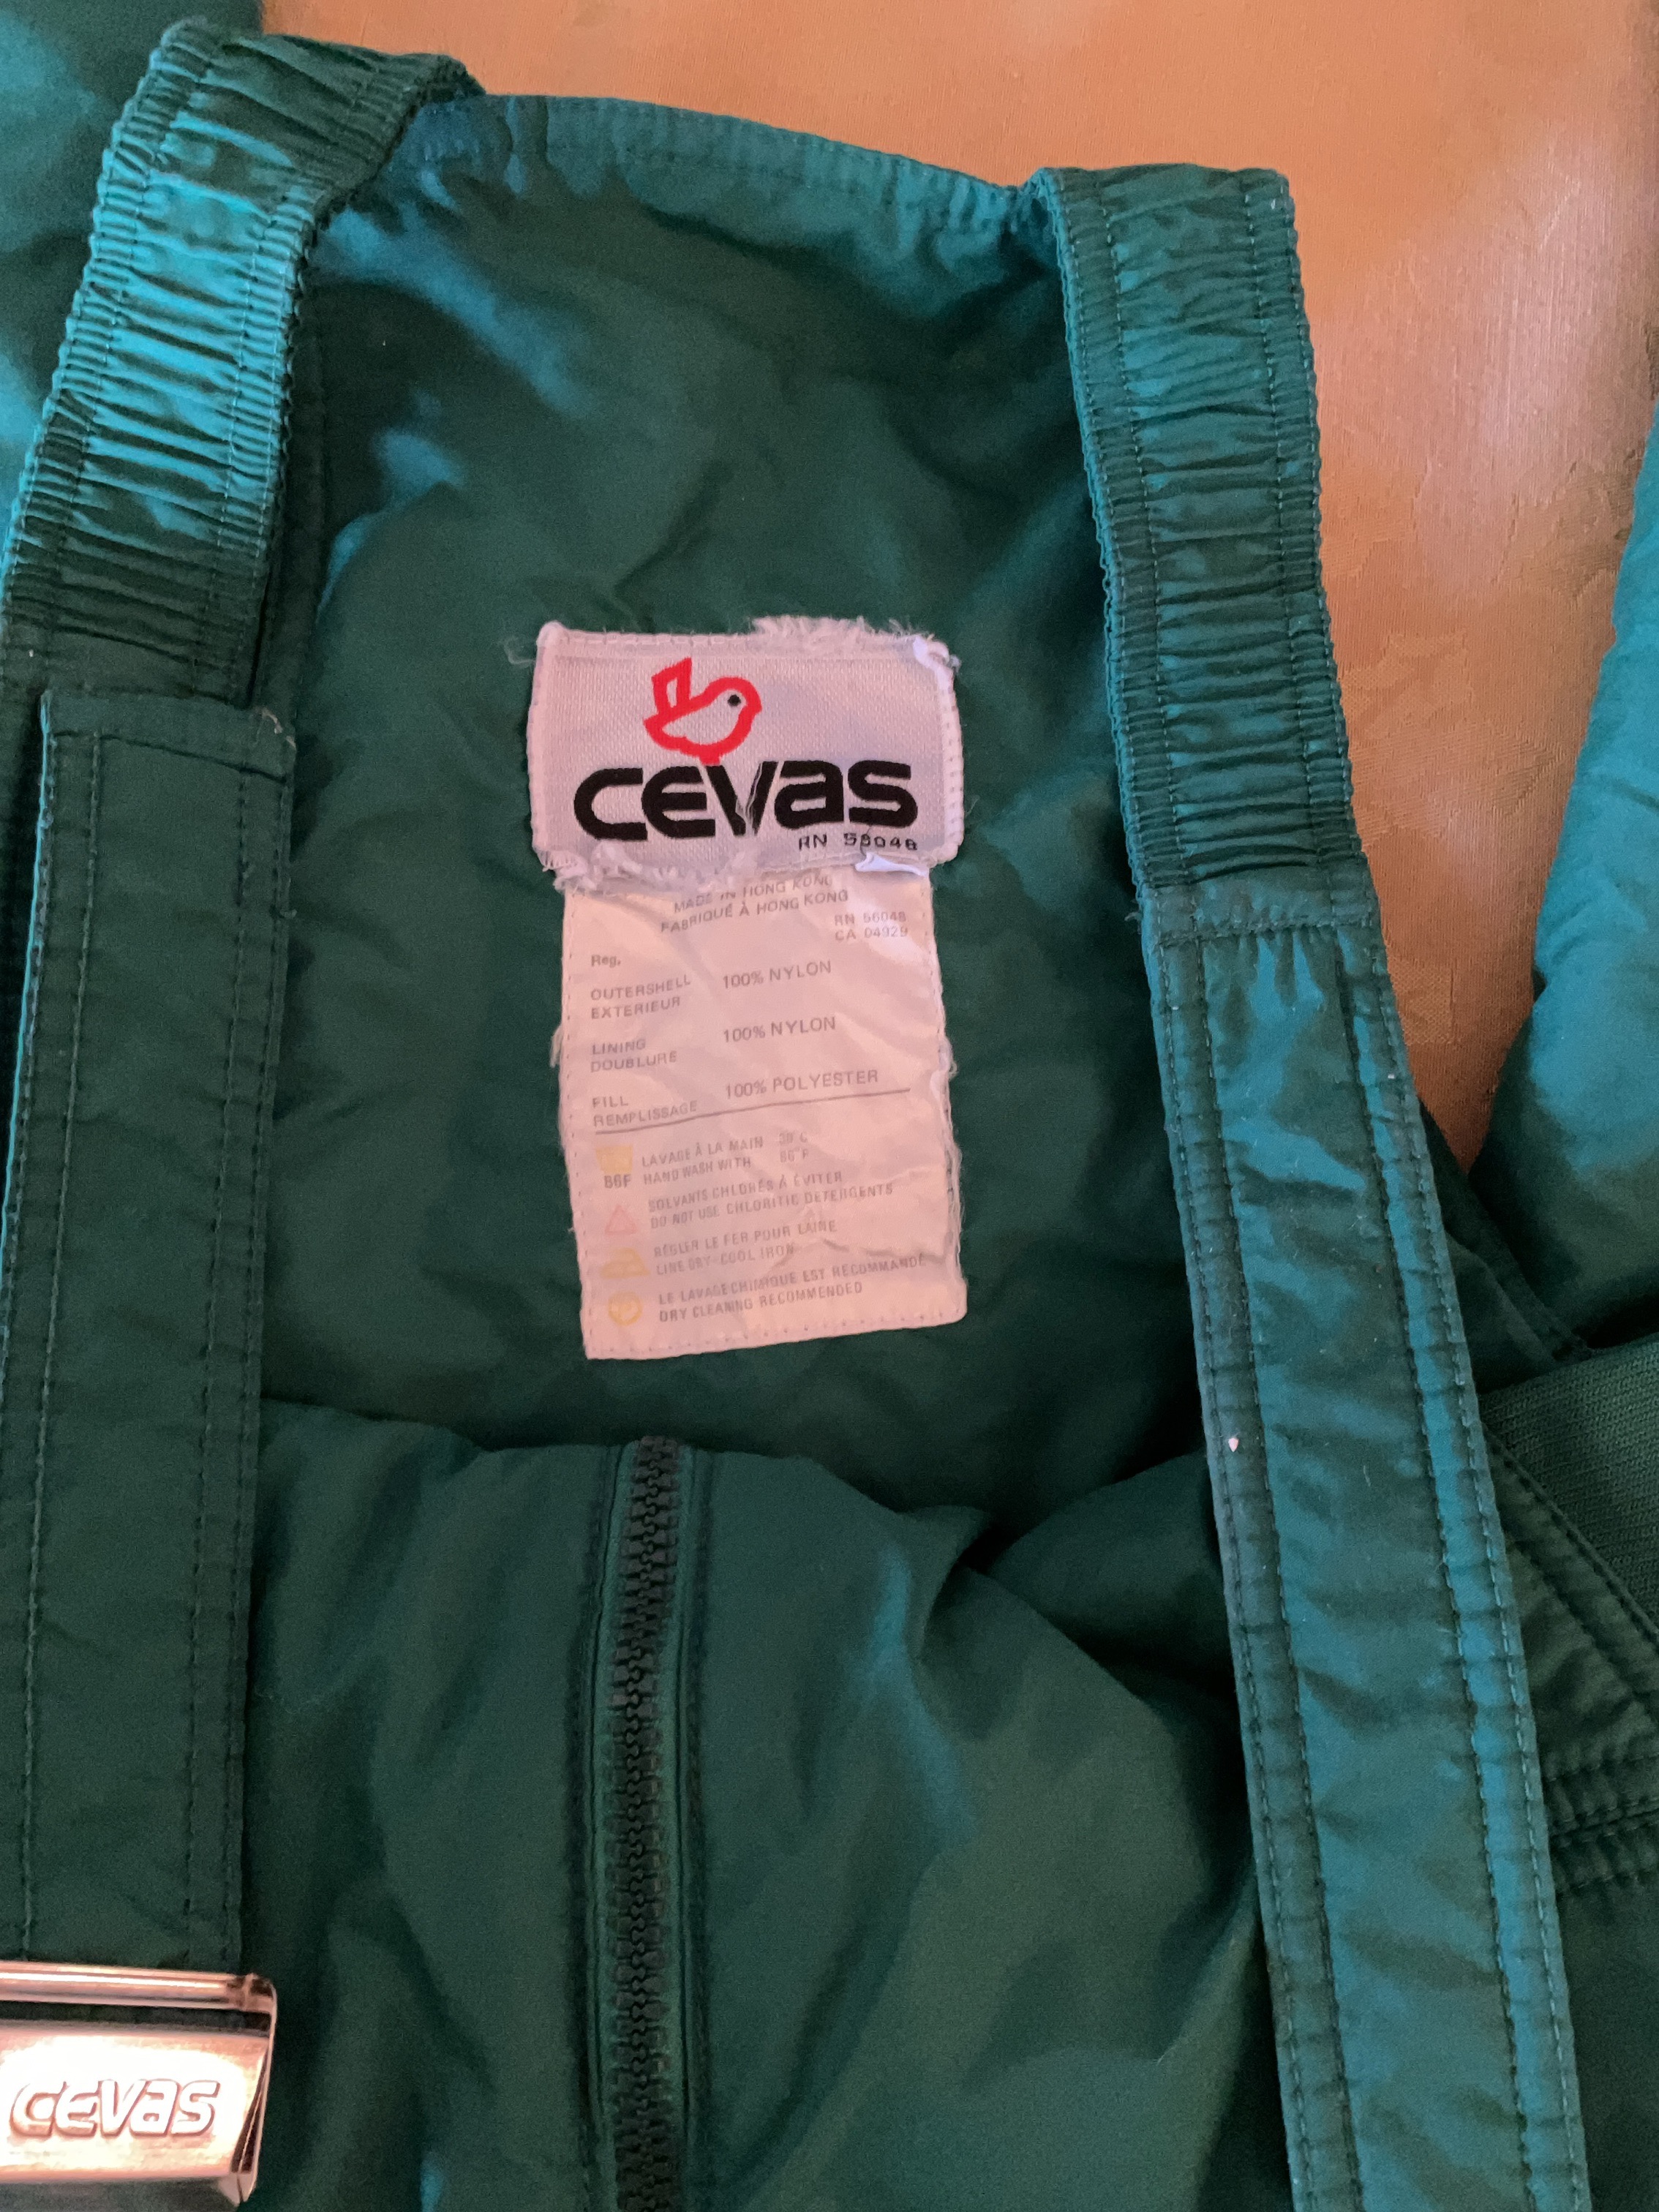 cevas
RN 56048
MADE IN HONG KONG
FABRIQUÉ À HONG KONG
RN 56048
CA 04929
Reg.
OUTERSHELL 100% NYLON
EXTERIEUR
LINING 100% NYLON
DOUBLURE
FILL 100% POLYESTER
REMPLISSAGE
LAVAGE À LA MAIN 30°C
HAND WASH WITH 86°F
86F
SOLVANTS CHLORÉS À ÉVITER
DO NOT USE CHLORITIC DETERGENTS
RÉGLER LE FER POUR LAINE
LINE DRY-COOL IRON
LE LAVAGE CHIMIQUE EST RECOMMANDÉ
DRY CLEANING RECOMMENDED
cevas